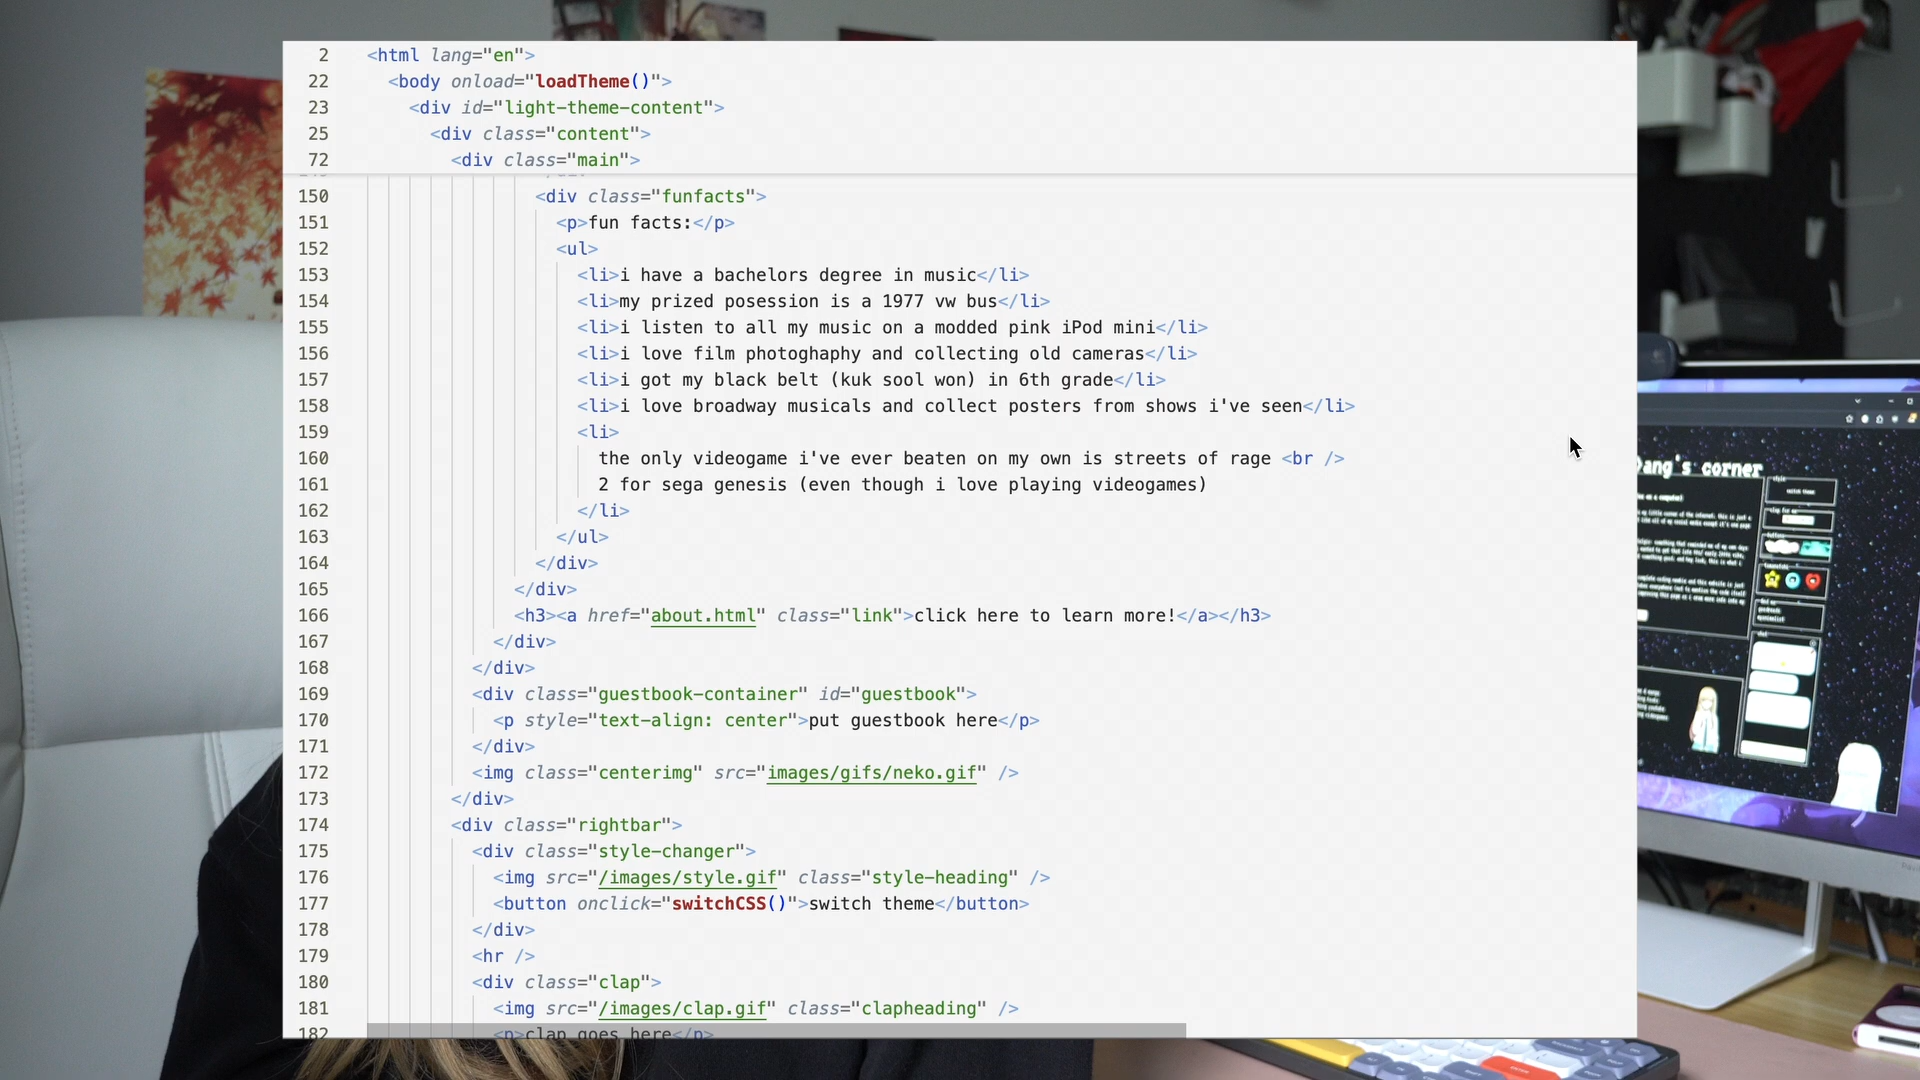 2 <html lang="en">
22 <body onload="loadTheme()">
23 <div id="light-theme-content">
25 <div class="content">
72 <div class="main">
150 <div class="funfacts">
151 <p>fun facts:</p>
152 <ul>
153 <li>i have a bachelors degree in music</li>
154 <li>my prized posession is a 1977 vw bus</li>
155 <li>i listen to all my music on a modded pink iPod mini</li>
156 <li>i love film photoghaphy and collecting old cameras</li>
157 <li>i got my black belt (kuk sool won) in 6th grade</li>
158 <li>i love broadway musicals and collect posters from shows i've seen</li>
159 <li>
160 the only videogame i've ever beaten on my own is streets of rage <br />
161 2 for sega genesis (even though i love playing videogames)
162 </li>
163 </ul>
164 </div>
165 </div>
166 <h3><a href="about.html" class="link">click here to learn more!</a></h3>
167 </div>
168 </div>
169 <div class="guestbook-container" id="guestbook">
170 <p style="text-align: center">put guestbook here</p>
171 </div>
172 <img class="centerimg" src="images/gifs/neko.gif" />
173 </div>
174 <div class="rightbar">
175 <div class="style-changer">
176 <img src="/images/style.gif" class="style-heading" />
177 <button onclick="switchCSS()">switch theme</button>
178 </div>
179 <hr />
180 <div class="clap">
181 <img src="/images/clap.gif" class="clapheading" />
182 <p>clap goes here</p>
corner